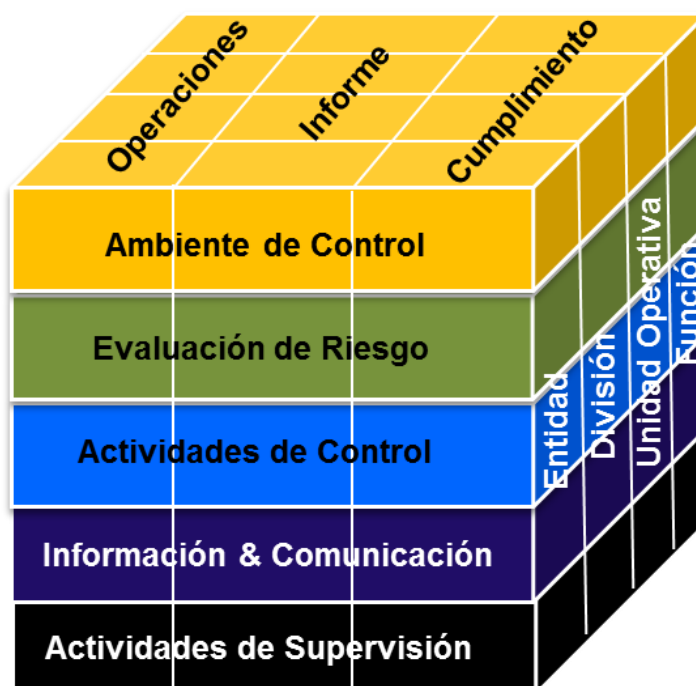 Operaciones
Informe
Cumplimiento
Ambiente de Control
Evaluación de Riesgo
Actividades de Control
Información & Comunicación
Actividades de Supervisión
Entidad
División
Unidad Operativa
Función